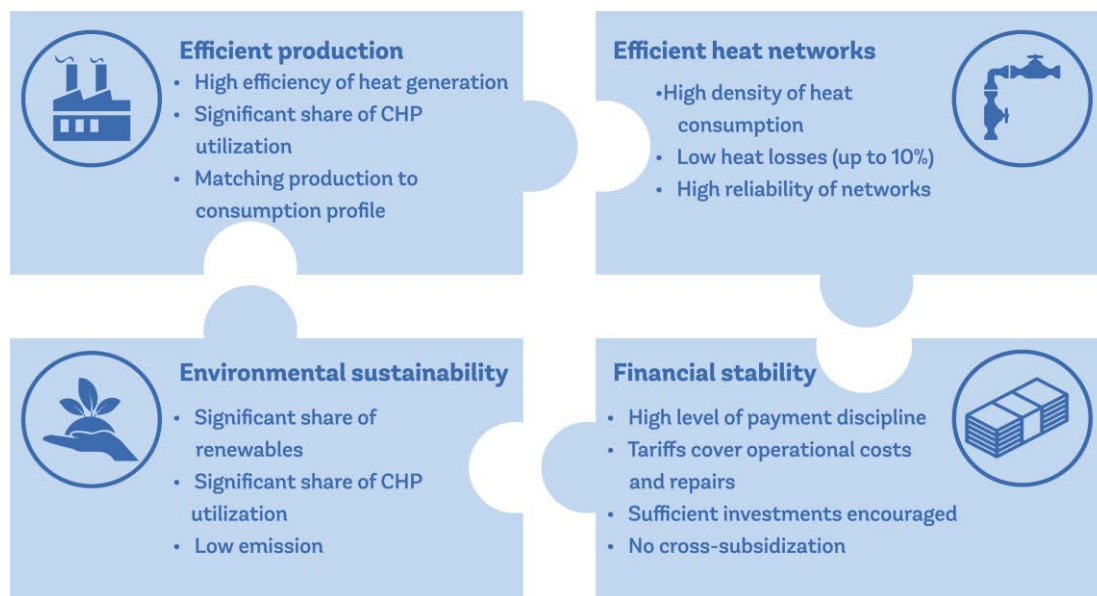 Efficient production
• High efficiency of heat generation
• Significant share of CHP
utilization
• Matching production to
consumption profile
Efficient heat networks
•High density of heat
consumption
• Low heat losses (up to 10%)
• High reliability of networks
Environmental sustainability
• Significant share of
renewables
• Significant share of CHP
utilization
• Low emission
Financial stability
• High level of payment discipline
• Tariffs cover operational costs
and repairs
• Sufficient investments encouraged
• No cross-subsidization